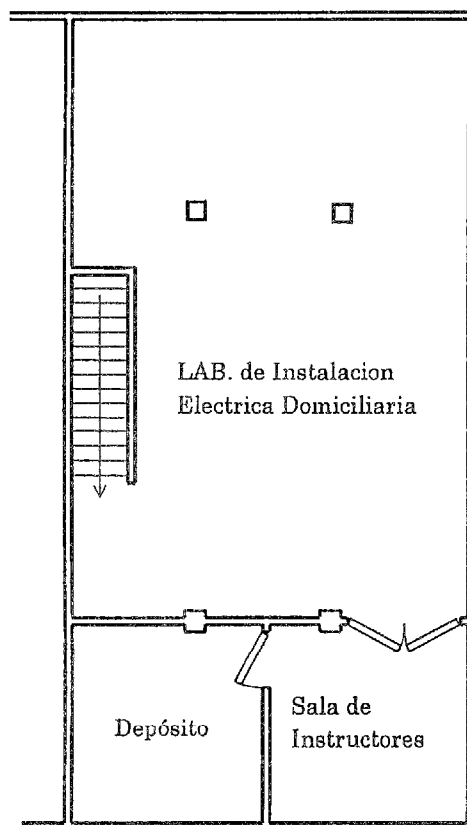 LAB. de Instalacion
Electrica Domiciliaria
Depósito
Sala de
Instructores